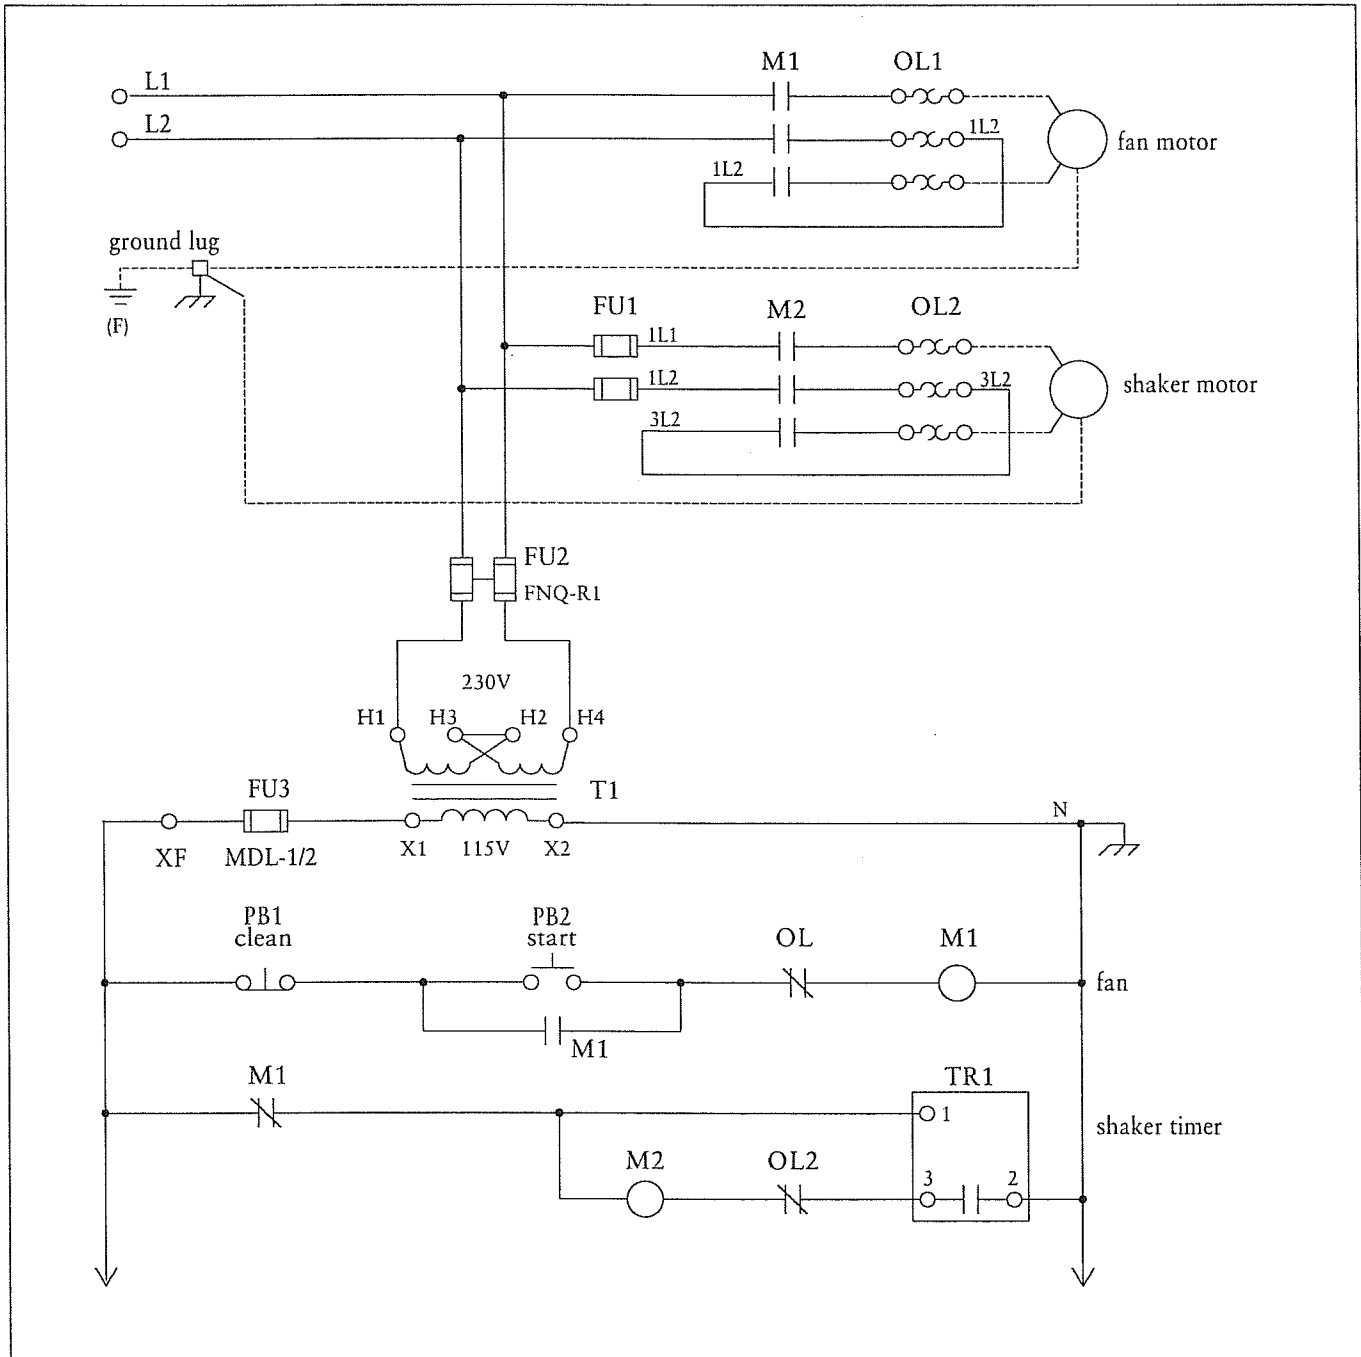 M1 OL1
L1
L2
1L2
fan motor
1L2
ground lug
(F)
FU1 M2 OL2
1L1
1L2
3L2
shaker motor
3L2
FU2
FNQ-R1
230V
H1 H3 H2 H4
FU3
T1
N
XF MDL-1/2 X1 115V X2
PB1 PB2
clean start
OL M1
fan
M1
M1
TR1
1
shaker timer
M2 OL2
3 2